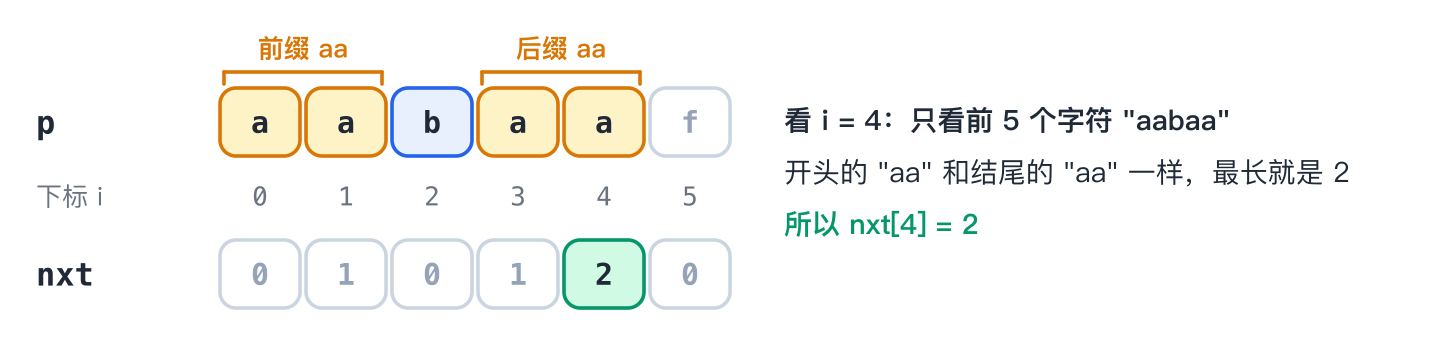 前缀 aa 后缀 aa
p a a b a a f
下标 i 0 1 2 3 4 5
nxt 0 1 0 1 2 0
看 i = 4：只看前 5 个字符 "aabaa"
开头的 "aa" 和结尾的 "aa" 一样，最长就是 2
所以 nxt[4] = 2